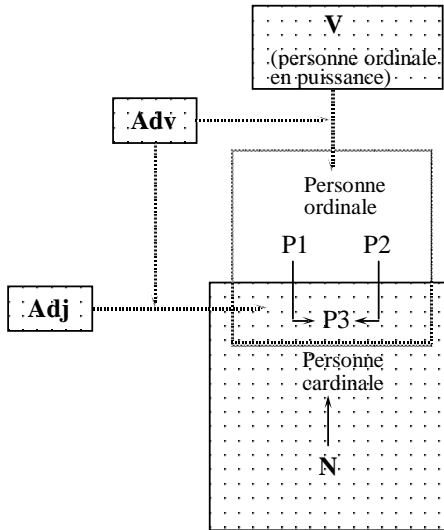 V
(personne ordinale
en puissance)
Adv
Personne
ordinale
P1 P2
Adj
P3
Personne
cardinale
N